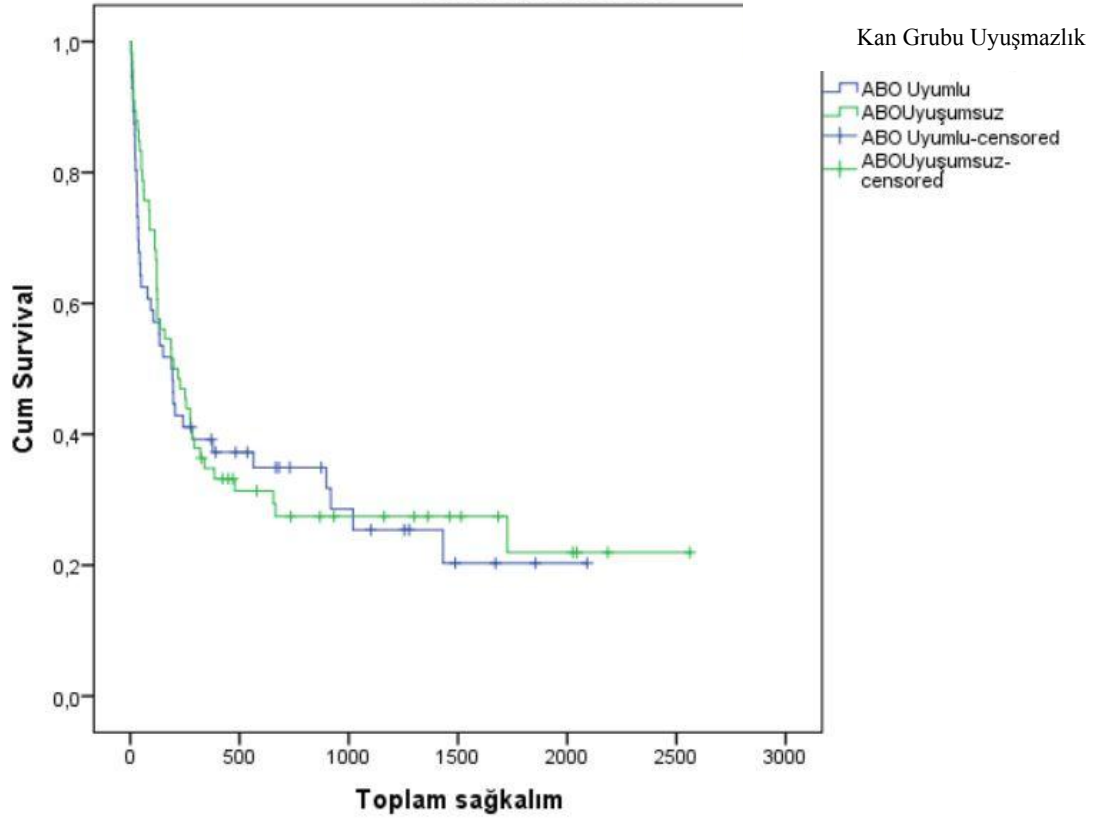 Kan Grubu Uyuşmazlık
ABO Uyumlu
ABOUyuşumsuz
ABO Uyumlu-censored
ABOUyuşumsuz-
censored
Cum Survival
1,0
0,8
0,6
0,4
0,2
0,0
0 500 1000 1500 2000 2500 3000
Toplam sağkalım